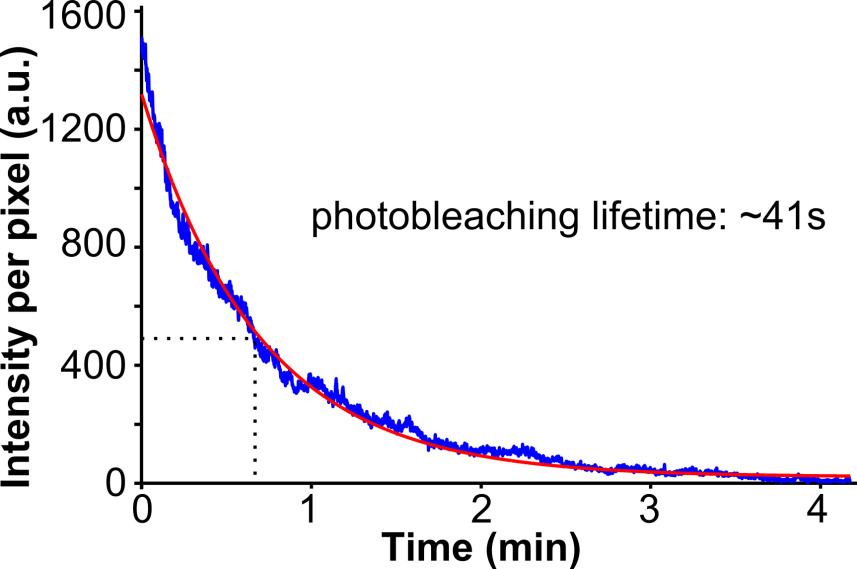 1600
1200
800
400
0
Intensity per pixel (a.u.)
photobleaching lifetime: ~41s
0 1 2 3 4
Time (min)